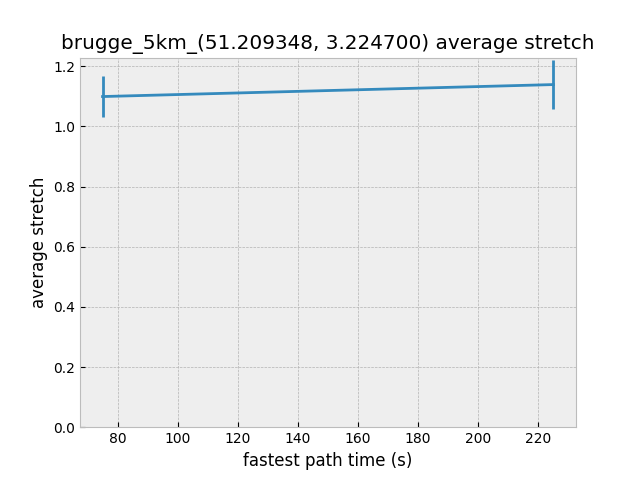 brugge_5km_(51.209348, 3.224700) average stretch
1.2
1.0
0.8
0.6
0.4
0.2
0.0
average stretch
80 100 120 140 160 180 200 220
fastest path time (s)